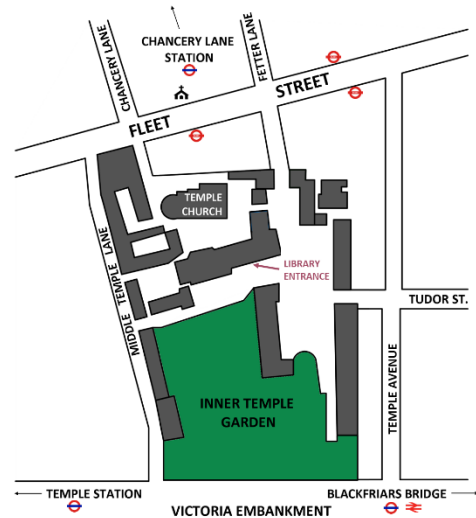 CHANCERY LANE
STATION
CHANCERY LANE
FETTER LANE
FLEET
STREET
TEMPLE
CHURCH
LIBRARY
ENTRANCE
MIDDLE TEMPLE LANE
TUDOR ST.
TEMPLE AVENUE
INNER TEMPLE
GARDEN
TEMPLE STATION
BLACKFRIARS BRIDGE
VICTORIA EMBANKMENT